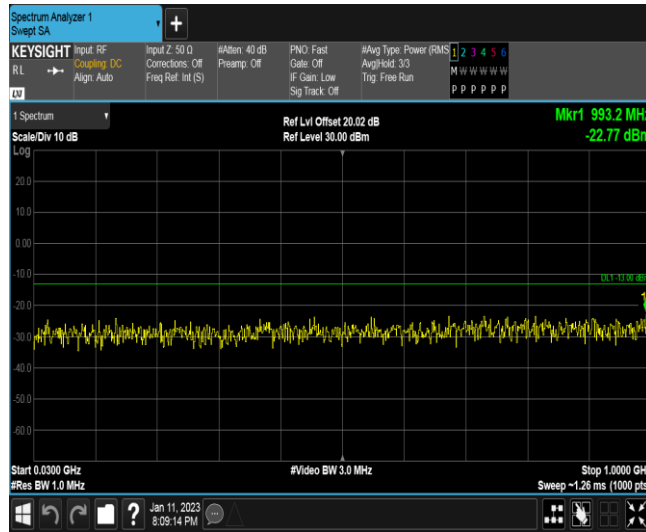 Spectrum Analyzer 1
Swept SA
+
KEYSIGHT
RL
LXI
Input: RF
Coupling: DC
Align: Auto
Input Z: 50 Ω
Corrections: Off
Freq Ref: Int (S)
#Atten: 40 dB
Preamp: Off
PNO: Fast
Gate: Off
IF Gain: Low
Sig Track: Off
#Avg Type: Power (RMS
Avg|Hold: 3/3
Trig: Free Run
1 2 3 4 5 6
M W W W W W
P P P P P P
1 Spectrum
Scale/Div 10 dB
Ref Lvl Offset 20.02 dB
Ref Level 30.00 dBm
Mkr1 993.2 MHz
-22.77 dBm
Log
20.0
10.0
0.00
-10.0
DL1 -13.00 dBm
-20.0
-30.0
-40.0
-50.0
-60.0
Start 0.0300 GHz
#Res BW 1.0 MHz
#Video BW 3.0 MHz
Stop 1.0000 GH
Sweep ~1.26 ms (1000 pts
?
Jan 11, 2023
8:09:14 PM